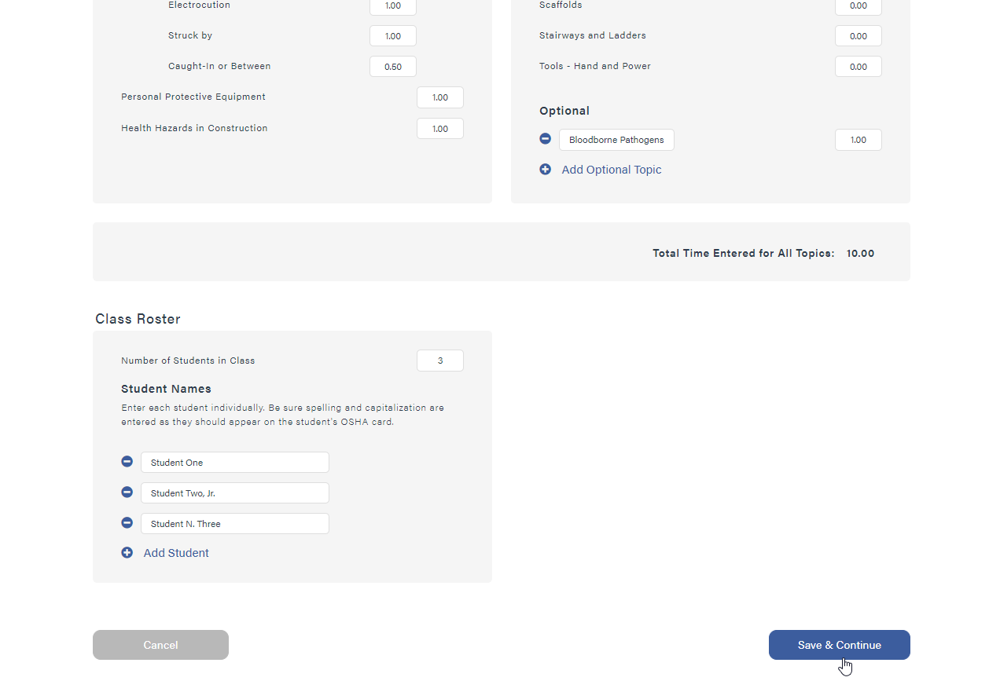 Electrocution 1.00
Struck by 1.00
Caught-In or Between 0.50
Personal Protective Equipment 1.00
Health Hazards in Construction 1.00
Scaffolds 0.00
Stairways and Ladders 0.00
Tools - Hand and Power 0.00
Optional
Bloodborne Pathogens 1.00
Add Optional Topic
Total Time Entered for All Topics: 10.00
Class Roster
Number of Students in Class 3
Student Names
Enter each student individually. Be sure spelling and capitalization are
entered as they should appear on the student's OSHA card.
Student One
Student Two, Jr.
Student N. Three
Add Student
Cancel
Save & Continue